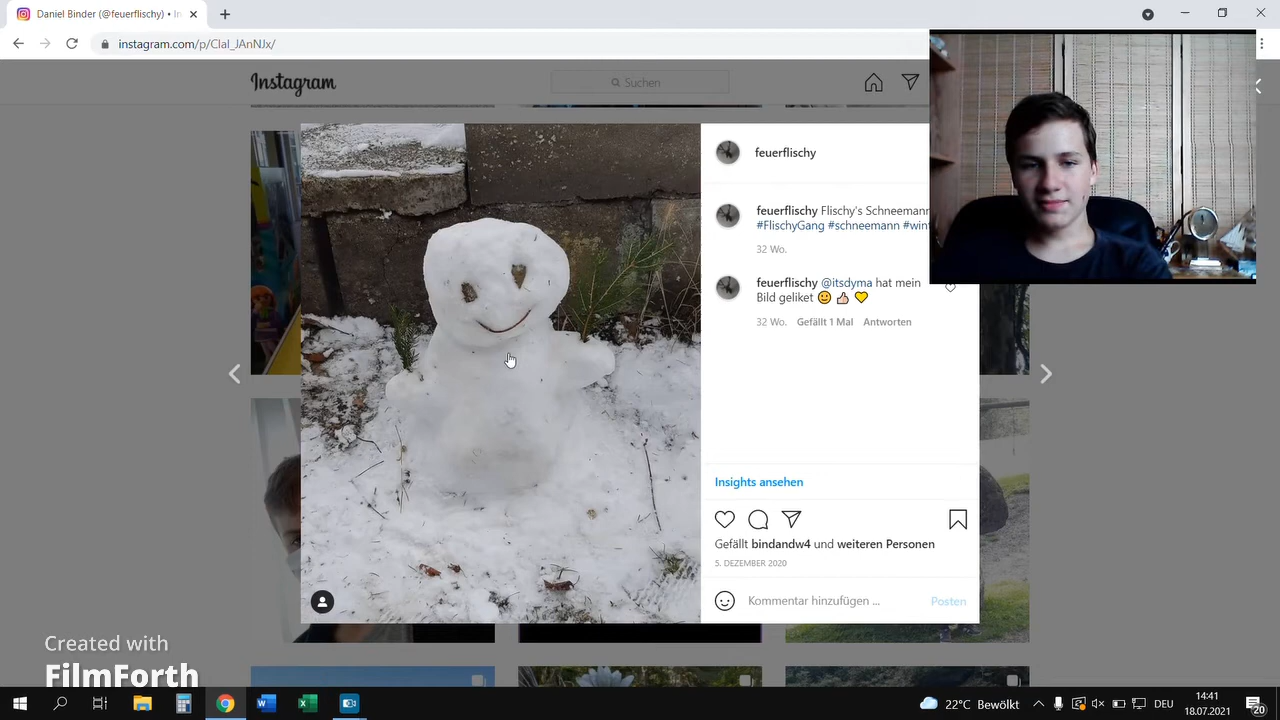 Daniel Binder (@feuerflischy) • In
instagram.com/p/CIaI_JAnNJx/
Instagram
Suchen
feuerflischy
feuerflischy Flischy's Schneemann
#FlischyGang #schneemann #win
32 Wo.
feuerflischy @itsdyma hat mein
Bild geliket 😃 👍🏻 💛
32 Wo. Gefällt 1 Mal Antworten
Insights ansehen
Gefällt bindandw4 und weiteren Personen
5. DEZEMBER 2020
Kommentar hinzufügen ...
Posten
Created with
FilmForth
22°C Bewölkt
DEU
14:41
18.07.2021
20